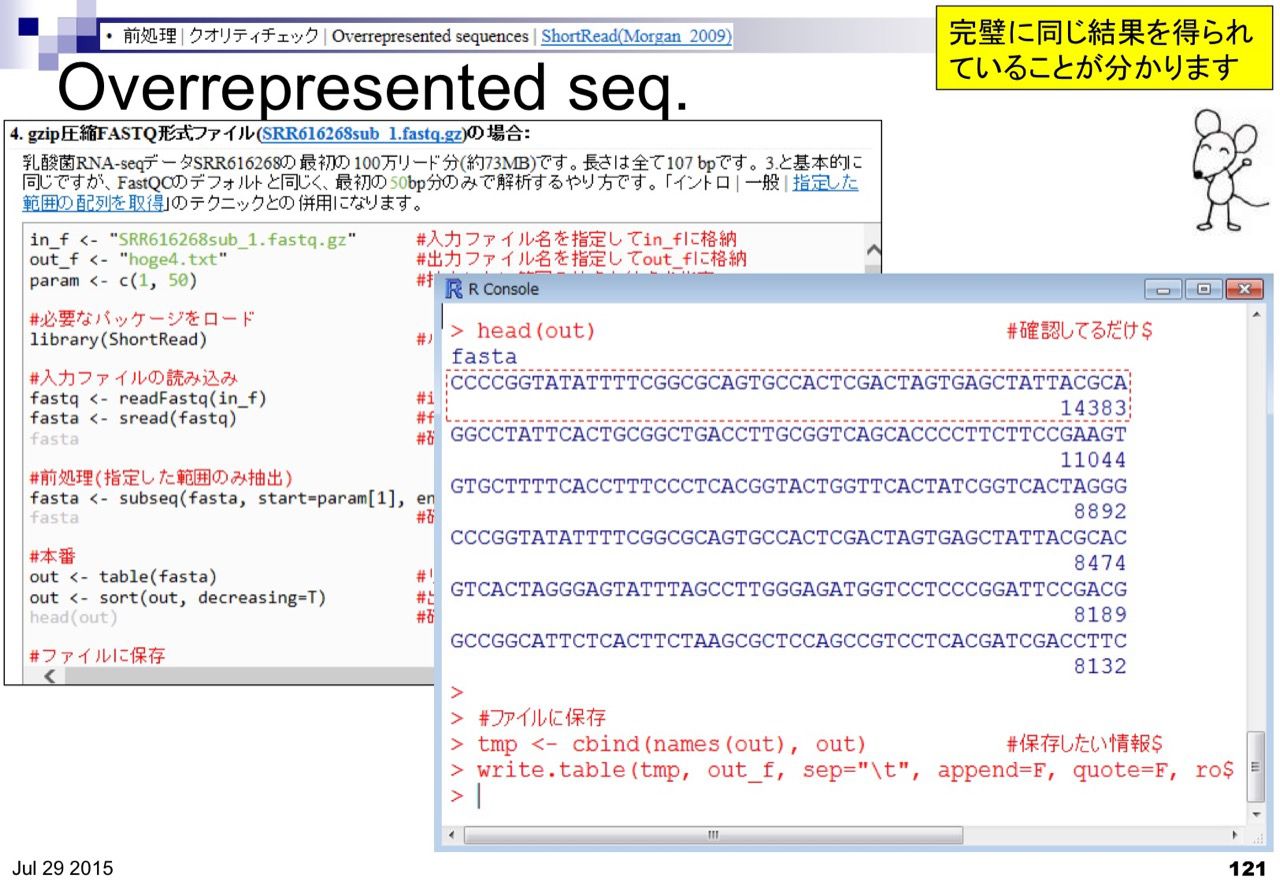 • 前処理 | クオリティチェック | Overrepresented sequences | ShortRead(Morgan_2009)
完璧に同じ結果を得られ
ていることが分かります
Overrepresented seq.
4. gzip圧縮FASTQ形式ファイル(SRR616268sub_1.fastq.gz)の場合:
乳酸菌RNA-seqデータSRR616268の最初の100万リード分(約73MB)です。長さは全て107 bpです。3.と基本的に
同じですが、FastQCのデフォルトと同じく、最初の50bp分のみで解析するやり方です。「イントロ | 一般 | 指定した
範囲の配列を取得」のテクニックとの併用になります。
in_f <- "SRR616268sub_1.fastq.gz" #入力ファイル名を指定してin_fに格納
out_f <- "hoge4.txt" #出力ファイル名を指定してout_fに格納
param <- c(1, 50)
#必要なパッケージをロード
library(ShortRead)
#入力ファイルの読み込み
fastq <- readFastq(in_f)
fasta <- sread(fastq)
fasta
#前処理(指定した範囲のみ抽出)
fasta <- subseq(fasta, start=param[1], en
fasta
#本番
out <- table(fasta)
out <- sort(out, decreasing=T)
head(out)
#ファイルに保存
R Console
> head(out) #確認してるだけ$
fasta
CCCCGGTATATTTTCGGCGCAGTGCCACTCGACTAGTGAGCTATTACGCA
14383
GGCCTATTCACTGCGGCTGACCTTGCGGTCAGCACCCCTTCTTCCGAAGT
11044
GTGCTTTTCACCTTTCCCTCACGGTACTGGTTCACTATCGGTCACTAGGG
8892
CCCGGTATATTTTCGGCGCAGTGCCACTCGACTAGTGAGCTATTACGCAC
8474
GTCACTAGGGAGTATTTAGCCTTGGGAGATGGTCCTCCCGGATTCCGACG
8189
GCCGGCATTCTCACTTCTAAGCGCTCCAGCCGTCCTCACGATCGACCTTC
8132
>
> #ファイルに保存
> tmp <- cbind(names(out), out) #保存したい情報$
> write.table(tmp, out_f, sep="\t", append=F, quote=F, ro$
>
Jul 29 2015
121